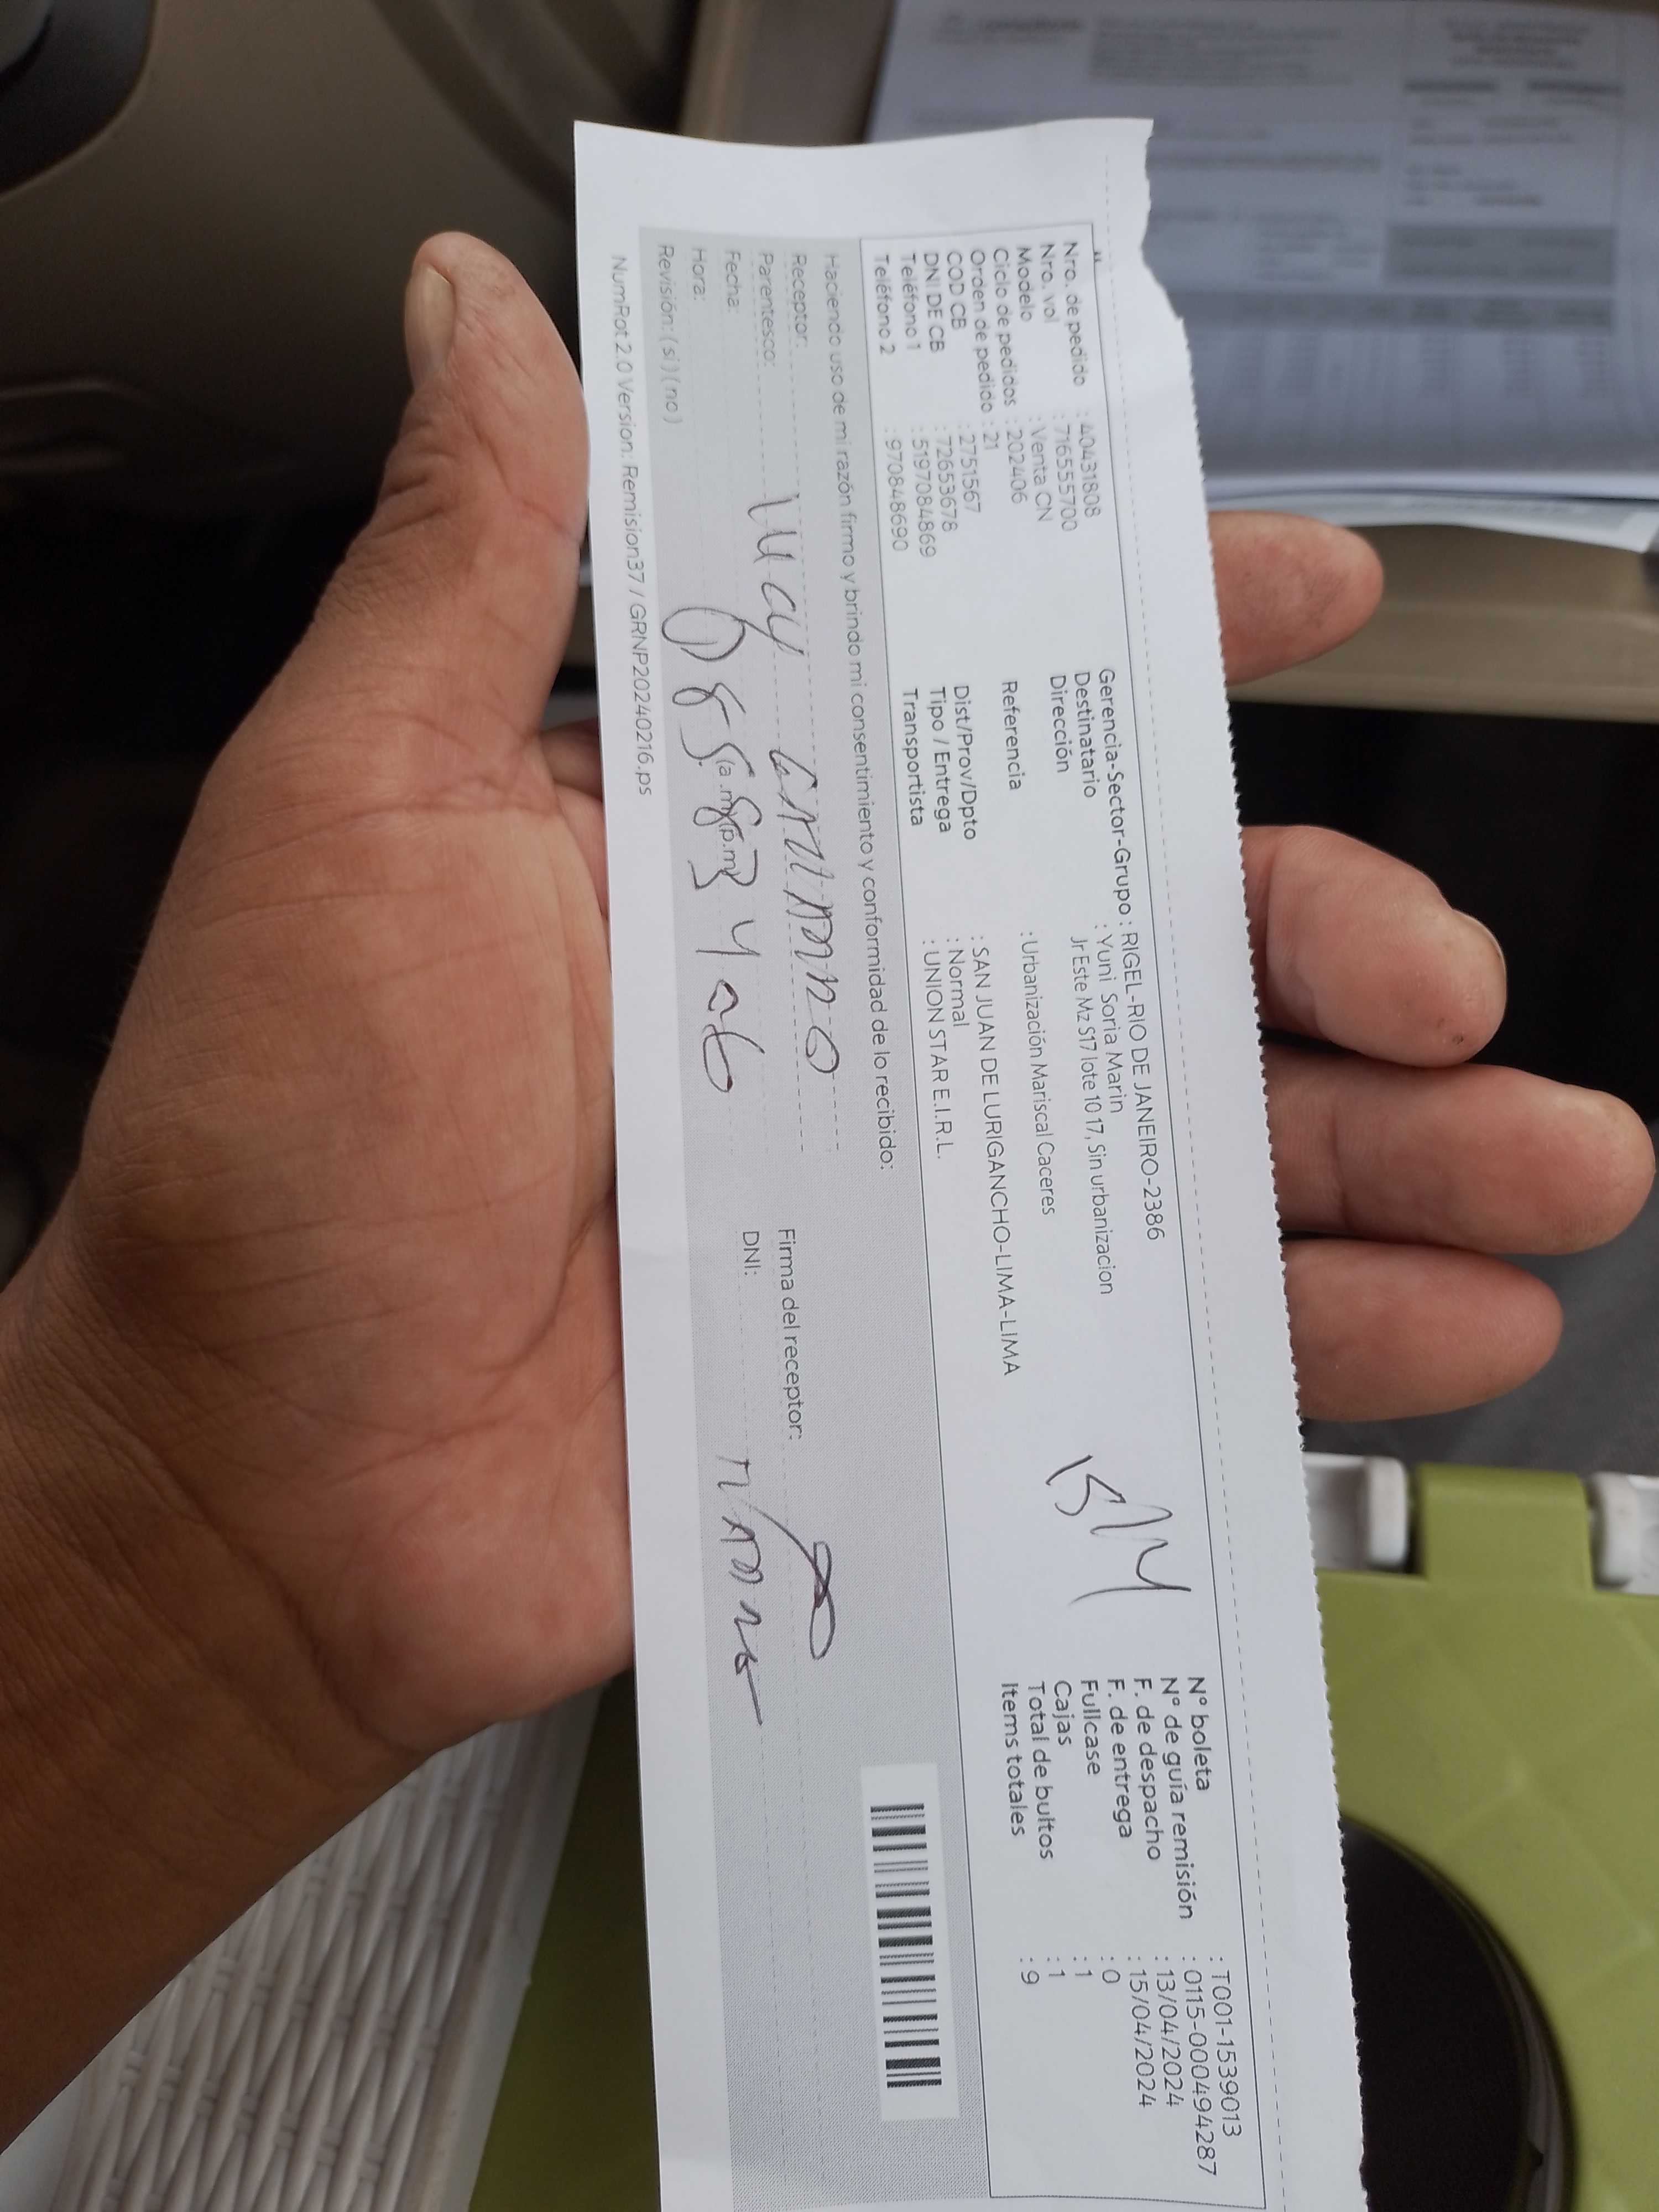 Nro. de pedido : 40431808
Nro. vol : 716555700
Modelo : Venta CN
Ciclo de pedidos : 202406
Orden de pedido : 21
COD CB : 2751567
DNI DE CB : 72653678
Teléfono 1 : 5197084869
Teléfono 2 : 970848690
Gerencia-Sector-Grupo : RIGEL-RIO DE JANEIRO-2386
Destinatario : Yuni Soria Marin
Dirección Jr Este Mz S17 lote 10 17, Sin urbanizacion
Referencia : Urbanización Mariscal Caceres
Dist/Prov/Dpto : SAN JUAN DE LURIGANCHO-LIMA-LIMA
Tipo / Entrega : Normal
Transportista : UNION STAR E.I.R.L.
15/4
N° boleta : T001-1539013
N° de guía remisión : 0115-000494287
F. de despacho : 13/04/2024
F. de entrega : 15/04/2024
Fullcase : 0
Cajas : 1
Total de bultos : 1
Items totales : 9
Haciendo uso de mi razón firmo y brindo mi consentimiento y conformidad de lo recibido:
Receptor:
Parentesco:
Fecha:
Hora: (a.m) (p.m)
Revisión: ( si ) ( no )
Firma del receptor:
DNI:
NumRot 2.0 Version: Remision37 / GRNP20240216.ps